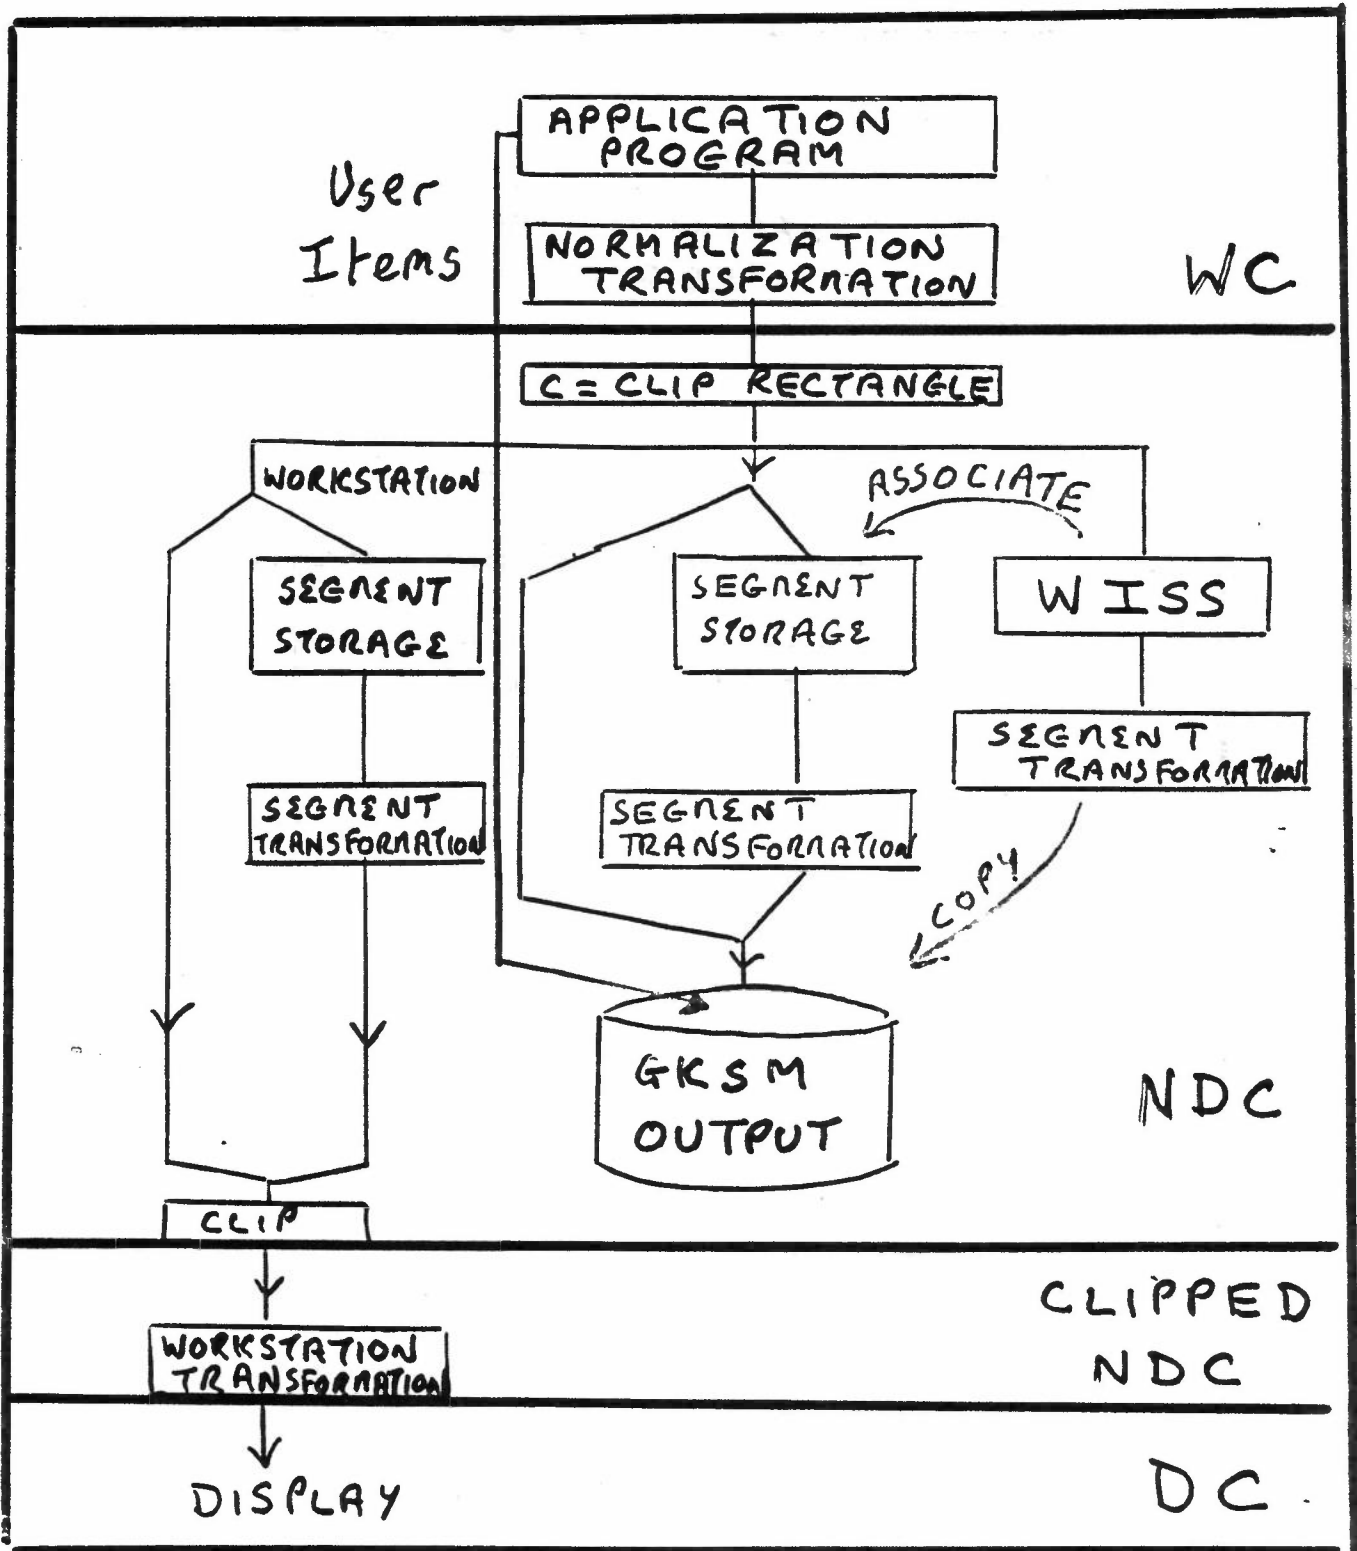 APPLICATION
PROGRAM
User
Items
NORMALIZATION
TRANSFORMATION
WC
C = CLIP RECTANGLE
WORKSTATION
ASSOCIATE
SEGMENT
STORAGE
SEGMENT
STORAGE
WISS
SEGMENT
TRANSFORMATION
SEGMENT
TRANSFORMATION
SEGMENT
TRANSFORMATION
COPY
GKSM
OUTPUT
NDC
CLIP
CLIPPED
NDC
WORKSTATION
TRANSFORMATION
DISPLAY
DC